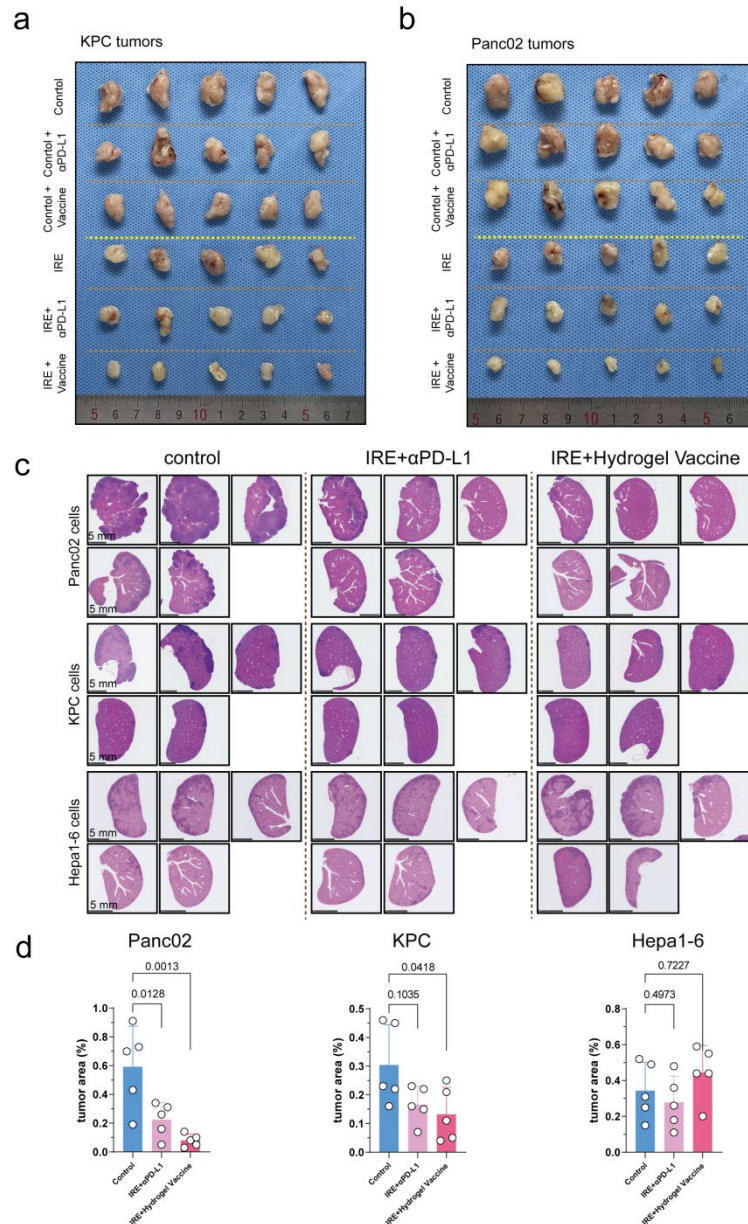 a
KPC tumors
Conrtol
Conrtol +
αPD-L1
Conrtol +
Vaccine
IRE
IRE+
αPD-L1
IRE +
Vaccine
5 6 7 8 9 10 1 2 3 4 5 6 7
b
Panc02 tumors
Conrtol
Conrtol +
αPD-L1
Conrtol +
Vaccine
IRE
IRE+
αPD-L1
IRE +
Vaccine
5 6 7 8 9 10 1 2 3 4 5 6
c
control IRE+αPD-L1 IRE+Hydrogel Vaccine
Panc02 cells
5 mm
5 mm
KPC cells
5 mm
5 mm
Hepa1-6 cells
5 mm
5 mm
d
Panc02
0.0013
0.0128
tumor area (%)
1.0
0.8
0.6
0.4
0.2
0.0
Control
IRE+αPD-L1
IRE+Hydrogel Vaccine
KPC
0.0418
0.1035
tumor area (%)
0.5
0.4
0.3
0.2
0.1
0.0
Control
IRE+αPD-L1
IRE+Hydrogel Vaccine
Hepa1-6
0.7227
0.4973
tumor area (%)
0.8
0.6
0.4
0.2
0.0
Control
IRE+αPD-L1
IRE+Hydrogel Vaccine